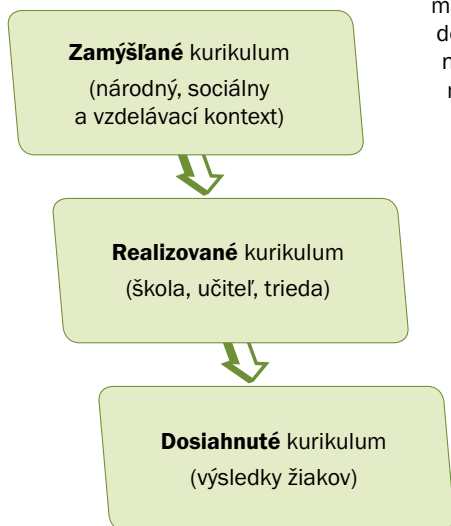 Zamýšľané kurikulum
(národný, sociálny
a vzdelávací kontext)
Realizované kurikulum
(škola, učiteľ, trieda)
Dosiahnuté kurikulum
(výsledky žiakov)